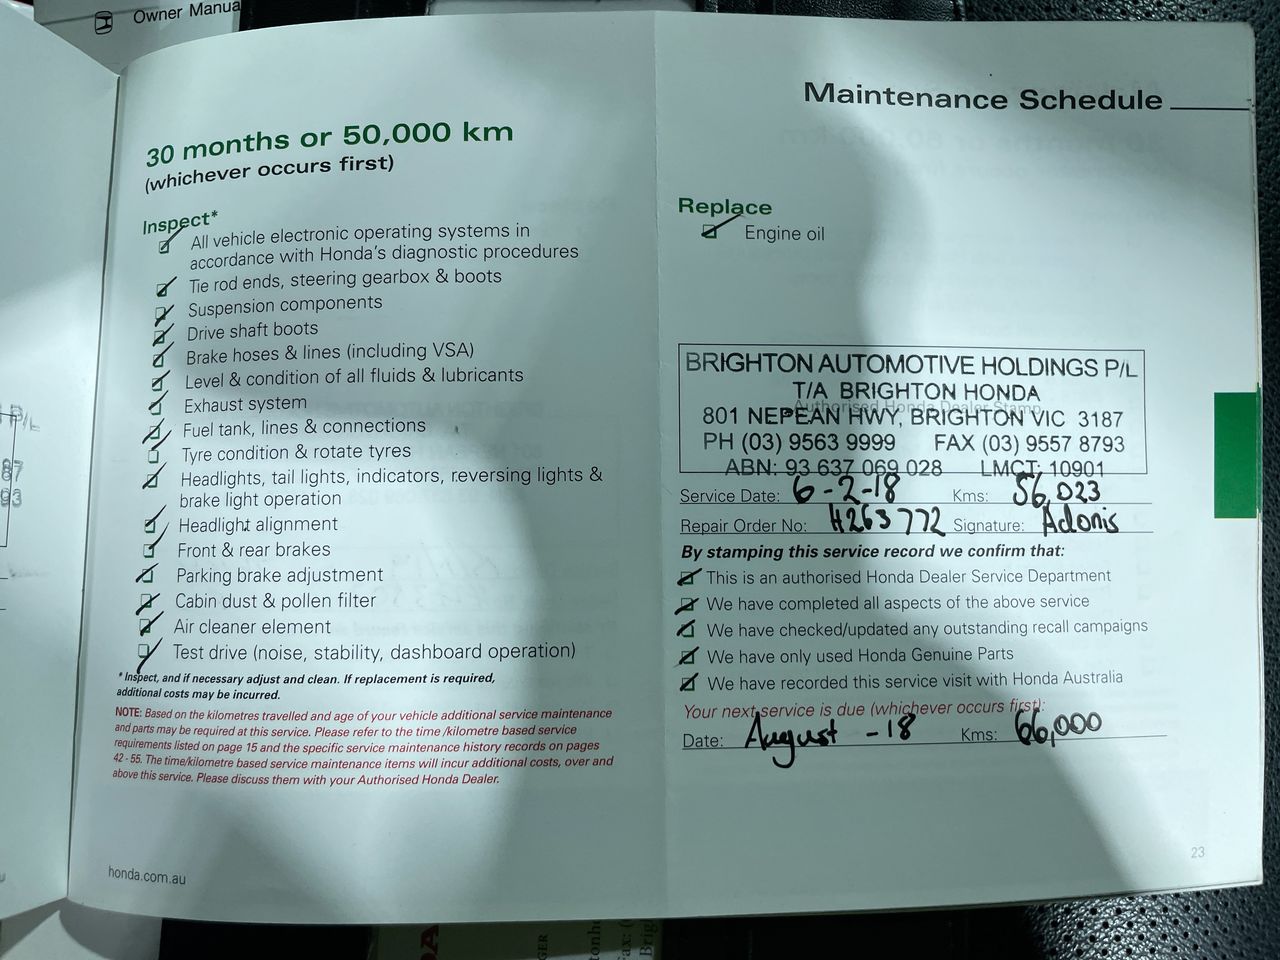 Owner Manua
30 months or 50,000 km
(whichever occurs first)
Inspect*
All vehicle electronic operating systems in
accordance with Honda's diagnostic procedures
Tie rod ends, steering gearbox & boots
Suspension components
Drive shaft boots
Brake hoses & lines (including VSA)
Level & condition of all fluids & lubricants
Exhaust system
Fuel tank, lines & connections
Tyre condition & rotate tyres
Headlights, tail lights, indicators, reversing lights &
brake light operation
Headlight alignment
Front & rear brakes
Parking brake adjustment
Cabin dust & pollen filter
Air cleaner element
Test drive (noise, stability, dashboard operation)
* Inspect, and if necessary adjust and clean. If replacement is required,
additional costs may be incurred.
NOTE: Based on the kilometres travelled and age of your vehicle additional service maintenance
and parts may be required at this service. Please refer to the time /kilometre based service
requirements listed on page 15 and the specific service maintenance history records on pages
42 - 55. The time/kilometre based service maintenance items will incur additional costs, over and
above this service. Please discuss them with your Authorised Honda Dealer.
honda.com.au
Maintenance Schedule
Replace
Engine oil
BRIGHTON AUTOMOTIVE HOLDINGS P/L
T/A BRIGHTON HONDA
Authorised Honda Dealer Stamp
801 NEPEAN HWY, BRIGHTON VIC 3187
PH (03) 9563 9999 FAX (03) 9557 8793
ABN: 93 637 069 028 LMCT: 10901
Service Date: 6-2-18 Kms: 56,023
Repair Order No: H263772 Signature: Adonis
By stamping this service record we confirm that:
This is an authorised Honda Dealer Service Department
We have completed all aspects of the above service
We have checked/updated any outstanding recall campaigns
We have only used Honda Genuine Parts
We have recorded this service visit with Honda Australia
Your next service is due (whichever occurs first):
Date: August -18 Kms: 66,000
23
P/L
87
93
GER
Fax: (
Brig